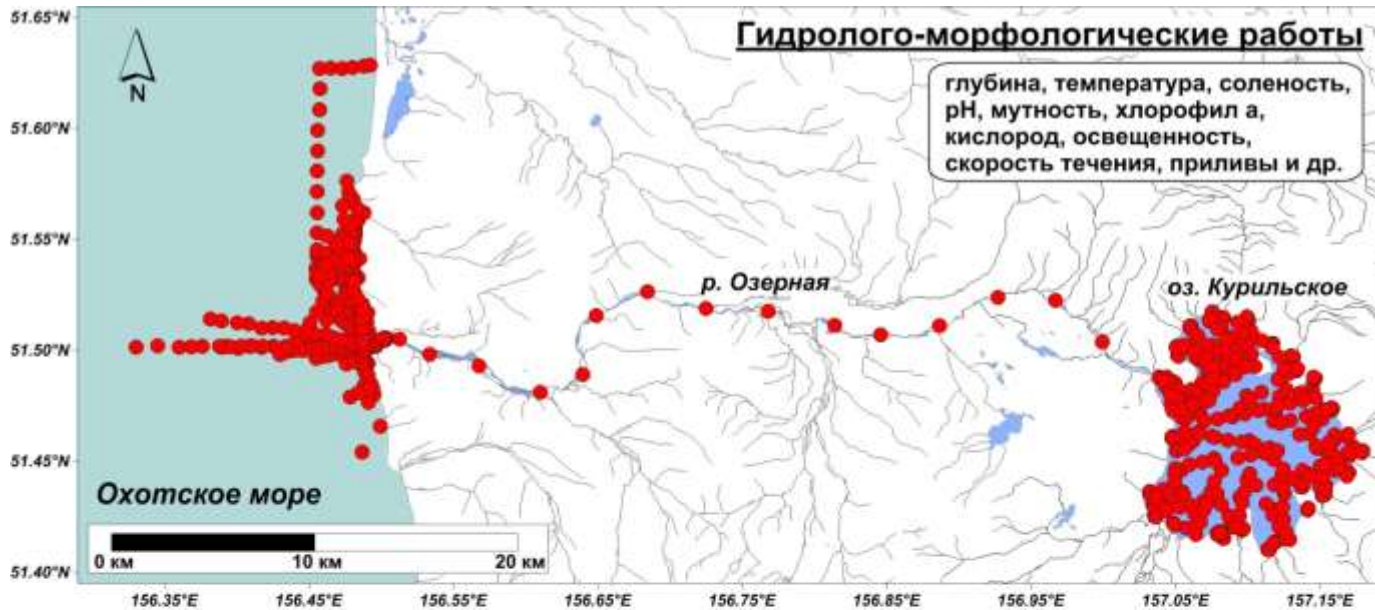 Гидролого-морфологические работы
глубина, температура, соленость,
pH, мутность, хлорофил а,
кислород, освещенность,
скорость течения, приливы и др.
N
р. Озерная
оз. Курильское
Охотское море
0 км 10 км 20 км
51.65°N
51.60°N
51.55°N
51.50°N
51.45°N
51.40°N
156.35°E 156.45°E 156.55°E 156.65°E 156.75°E 156.85°E 156.95°E 157.05°E 157.15°E